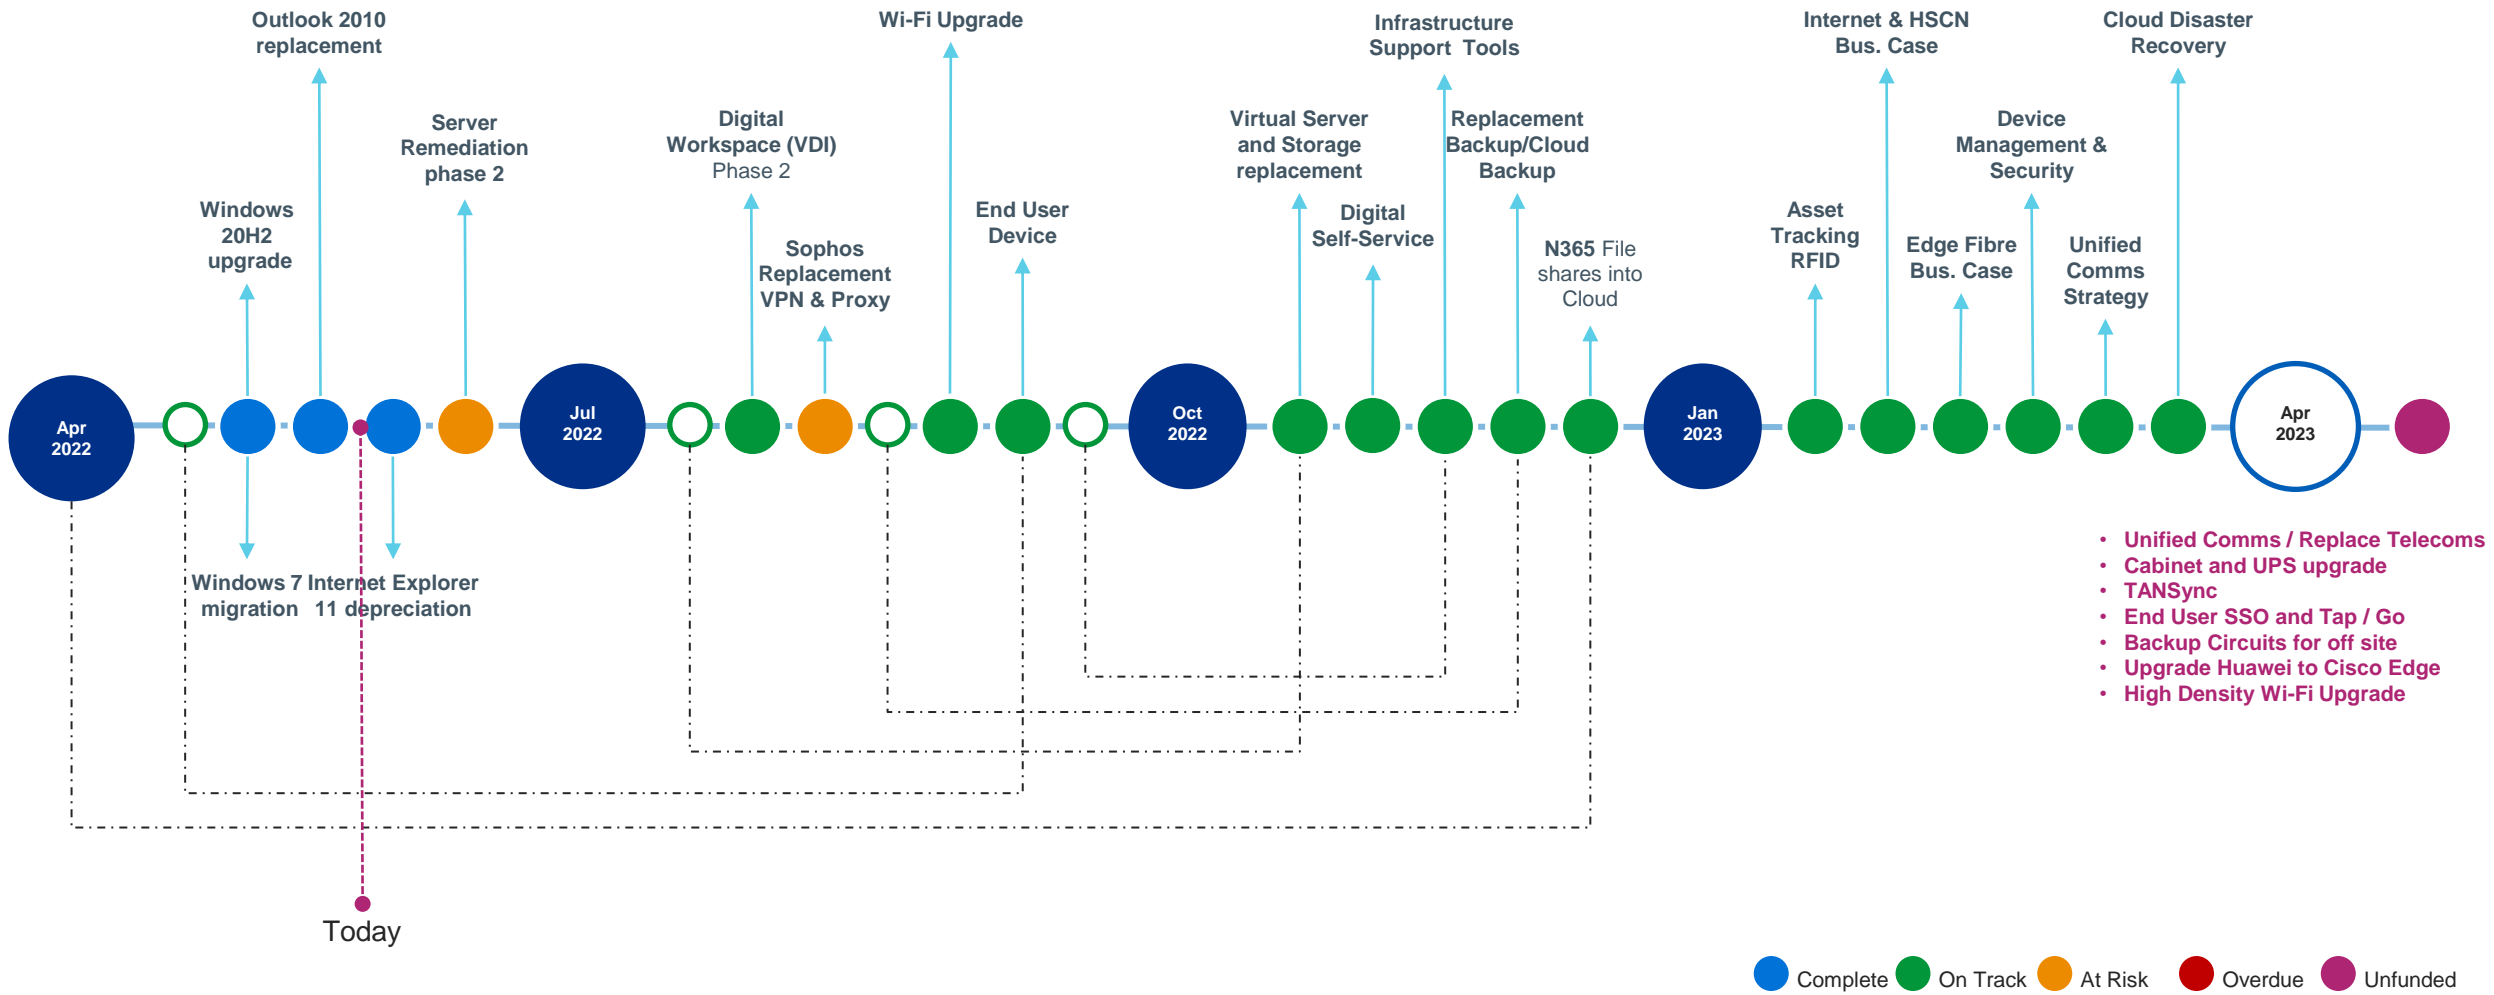 Outlook 2010
replacement
Wi-Fi Upgrade
Infrastructure
Support Tools
Internet & HSCN
Bus. Case
Cloud Disaster
Recovery
Server
Remediation
phase 2
Digital
Workspace (VDI)
Phase 2
Virtual Server
and Storage
replacement
Replacement
Backup/Cloud
Backup
Device
Management &
Security
Windows
20H2
upgrade
Sophos
Replacement
VPN & Proxy
End User
Device
Digital
Self-Service
N365 File
shares into
Cloud
Asset
Tracking
RFID
Edge Fibre
Bus. Case
Unified
Comms
Strategy
Apr
2022
Jul
2022
Oct
2022
Jan
2023
Apr
2023
Windows 7
migration
Internet Explorer
11 depreciation
• Unified Comms / Replace Telecoms
• Cabinet and UPS upgrade
• TANSync
• End User SSO and Tap / Go
• Backup Circuits for off site
• Upgrade Huawei to Cisco Edge
• High Density Wi-Fi Upgrade
Today
Complete
On Track
At Risk
Overdue
Unfunded